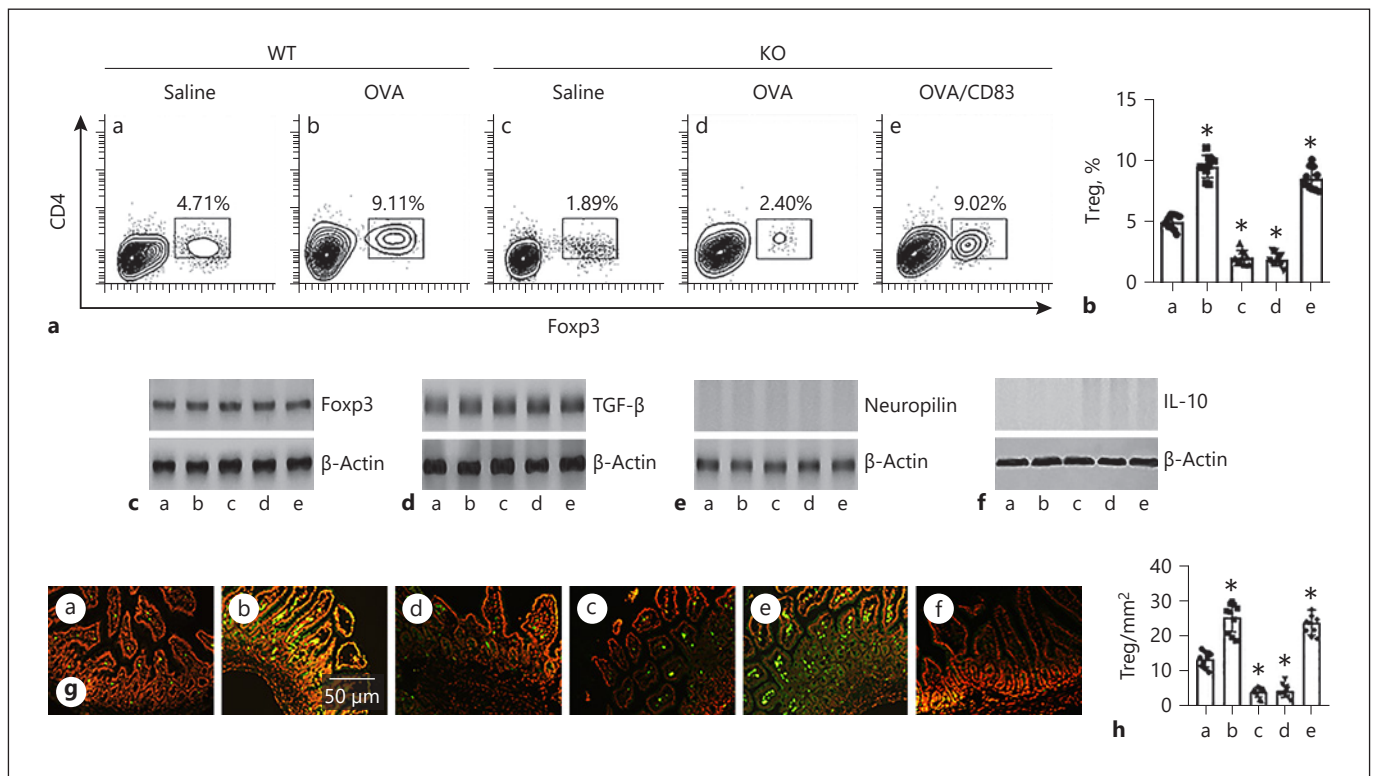 WT KO
Saline OVA Saline OVA OVA/CD83
a b c d e
4.71% 9.11% 1.89% 2.40% 9.02%
CD4
Foxp3
a
15
10
5
0
Treg, %
* * * *
a b c d e
b
Foxp3
β-Actin
c a b c d e
TGF-β
β-Actin
d a b c d e
Neuropilin
β-Actin
e a b c d e
IL-10
β-Actin
f a b c d e
a b d c e f
g
50 µm
40
30
20
10
0
Treg/mm²
* * * *
a b c d e
h